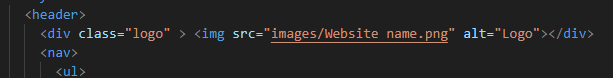 <header>
<div class="logo" > <img src="images/Website name.png" alt="Logo"></div>
<nav>
<ul>